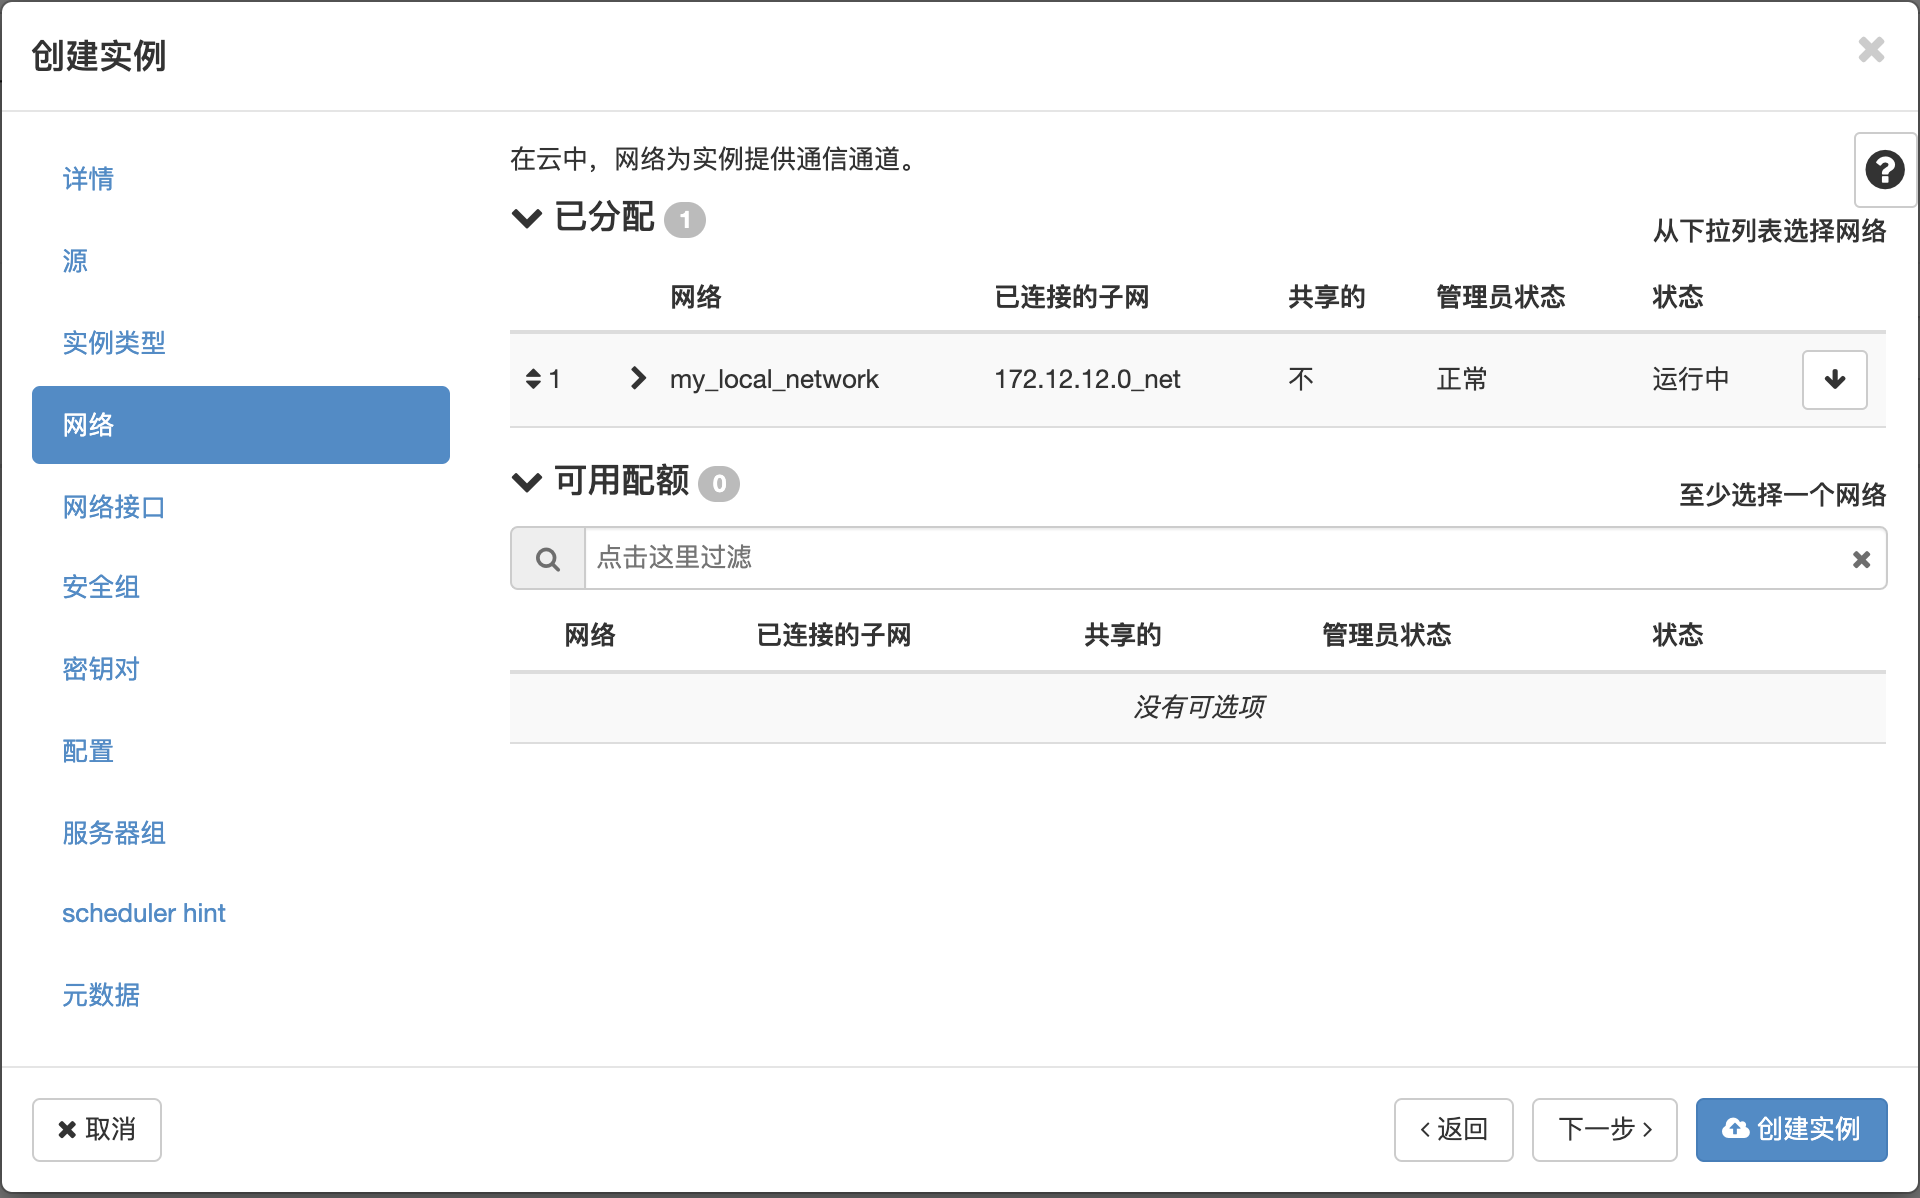 创建实例
详情
源
实例类型
网络
网络接口
安全组
密钥对
配置
服务器组
scheduler hint
元数据
在云中，网络为实例提供通信通道。
已分配 1
从下拉列表选择网络
网络 已连接的子网 共享的 管理员状态 状态
1 my_local_network 172.12.12.0_net 不 正常 运行中
可用配额 0
至少选择一个网络
点击这里过滤
网络 已连接的子网 共享的 管理员状态 状态
没有可选项
取消
返回
下一步
创建实例